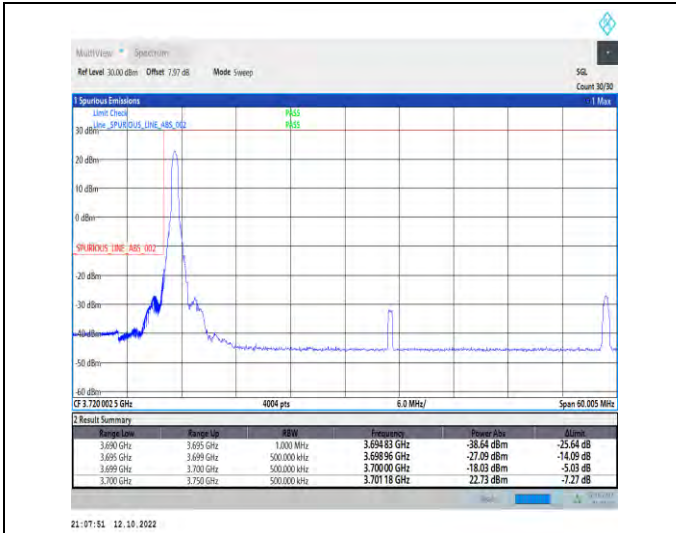 MultiView Spectrum
Ref Level 30.00 dBm Offset 7.97 dB Mode Sweep SGL
Count 30/30
1 Spurious Emissions 1 Max
Limit Check PASS
Line _SPURIOUS_LINE_ABS_002 PASS
30 dBm
20 dBm
10 dBm
0 dBm
SPURIOUS_LINE_ABS_002
-20 dBm
-30 dBm
-40 dBm
-50 dBm
-60 dBm
CF 3.720 002 5 GHz 4004 pts 6.0 MHz/ Span 60.005 MHz
2 Result Summary
Range Low Range Up RBW Frequency Power Abs ΔLimit
3.690 GHz 3.695 GHz 1.000 MHz 3.694 83 GHz -38.64 dBm -25.64 dB
3.695 GHz 3.699 GHz 500.000 kHz 3.698 96 GHz -27.09 dBm -14.09 dB
3.699 GHz 3.700 GHz 500.000 kHz 3.700 00 GHz -18.03 dBm -5.03 dB
3.700 GHz 3.750 GHz 500.000 kHz 3.701 18 GHz 22.73 dBm -7.27 dB
21:07:51 12.10.2022